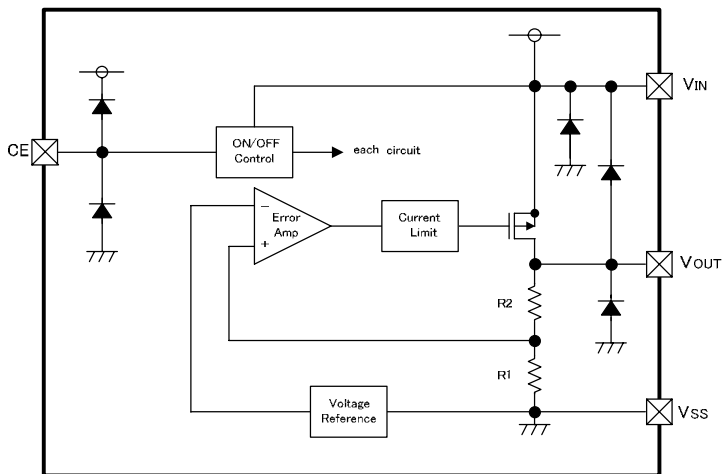 VIN
CE
ON/OFF
Control
each circuit
−
Error
Amp
+
Current
Limit
VOUT
R2
R1
Voltage
Reference
VSS